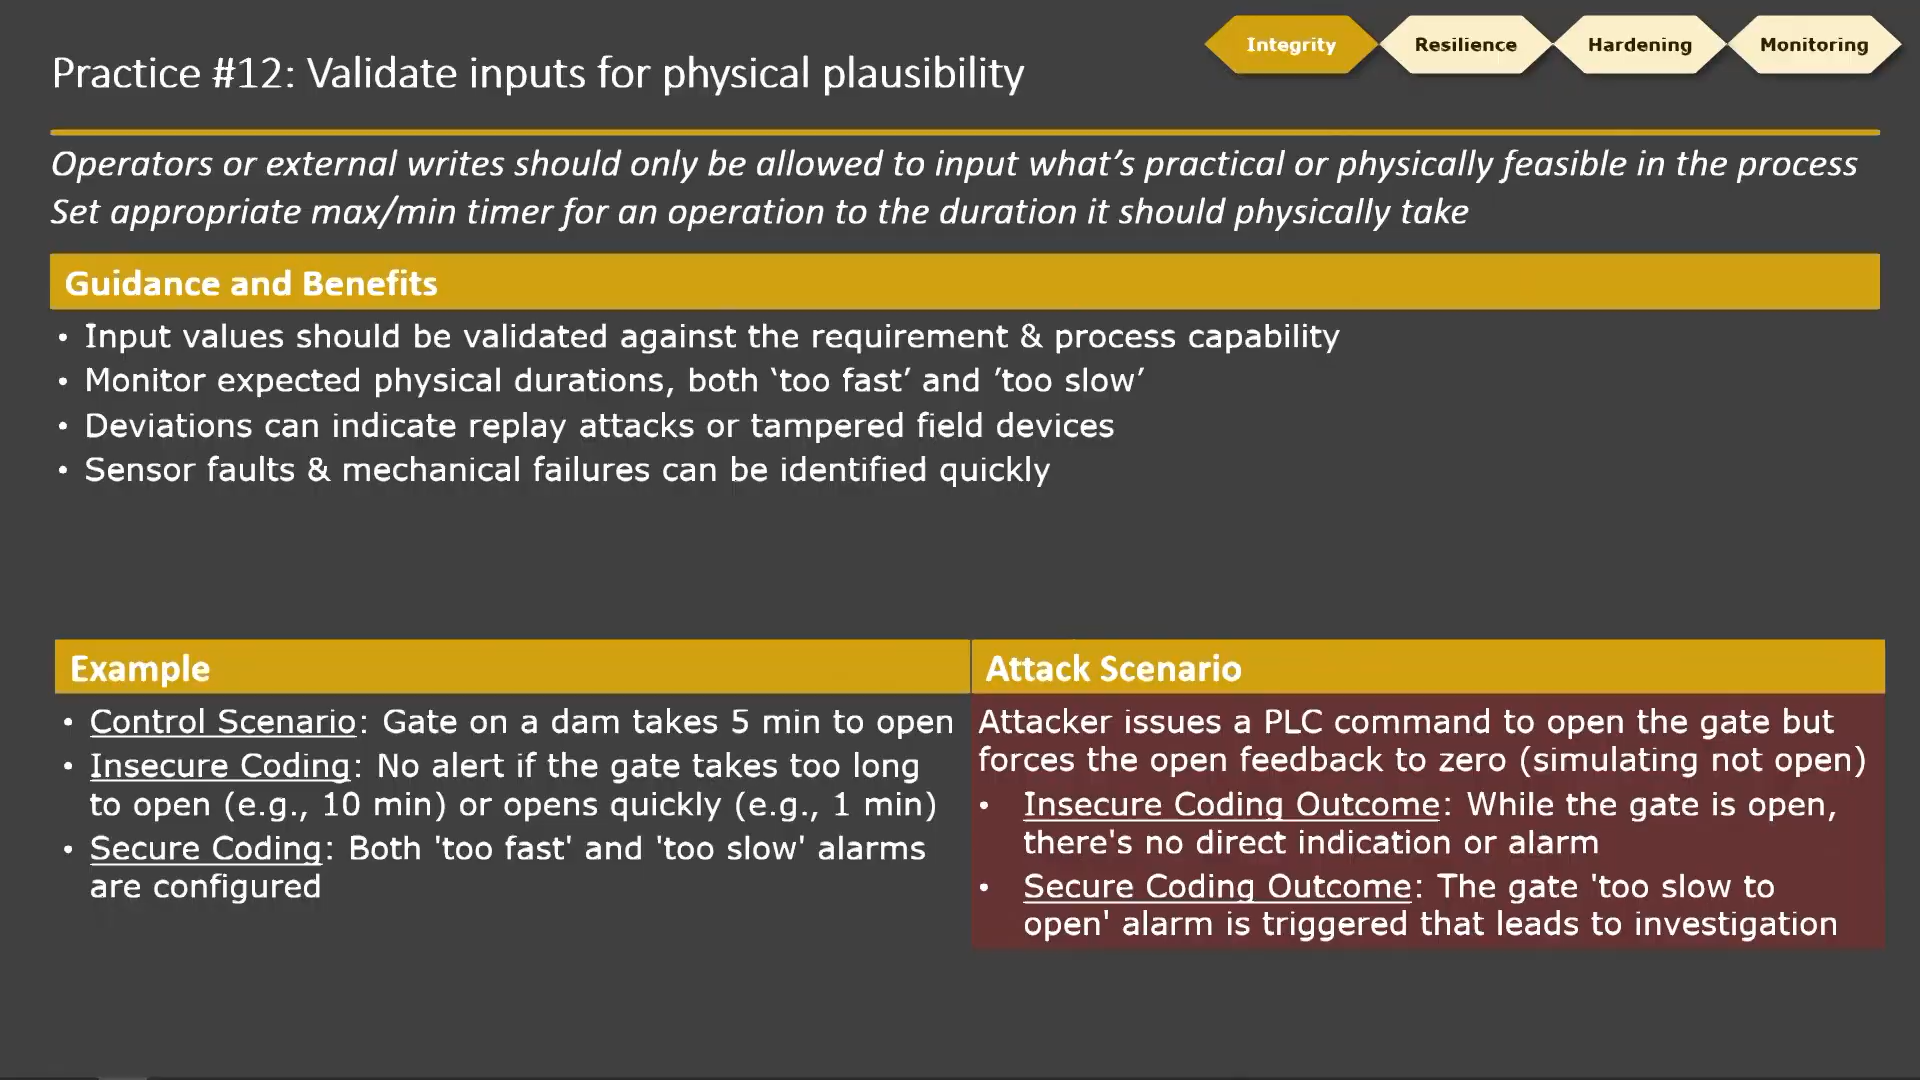 Integrity
Resilience
Hardening
Monitoring
Practice #12: Validate inputs for physical plausibility
Operators or external writes should only be allowed to input what’s practical or physically feasible in the process
Set appropriate max/min timer for an operation to the duration it should physically take
Guidance and Benefits
• Input values should be validated against the requirement & process capability
• Monitor expected physical durations, both ‘too fast’ and ’too slow’
• Deviations can indicate replay attacks or tampered field devices
• Sensor faults & mechanical failures can be identified quickly
Example
• Control Scenario: Gate on a dam takes 5 min to open
• Insecure Coding: No alert if the gate takes too long
to open (e.g., 10 min) or opens quickly (e.g., 1 min)
• Secure Coding: Both 'too fast' and 'too slow' alarms
are configured
Attack Scenario
Attacker issues a PLC command to open the gate but
forces the open feedback to zero (simulating not open)
• Insecure Coding Outcome: While the gate is open,
there's no direct indication or alarm
• Secure Coding Outcome: The gate 'too slow to
open' alarm is triggered that leads to investigation